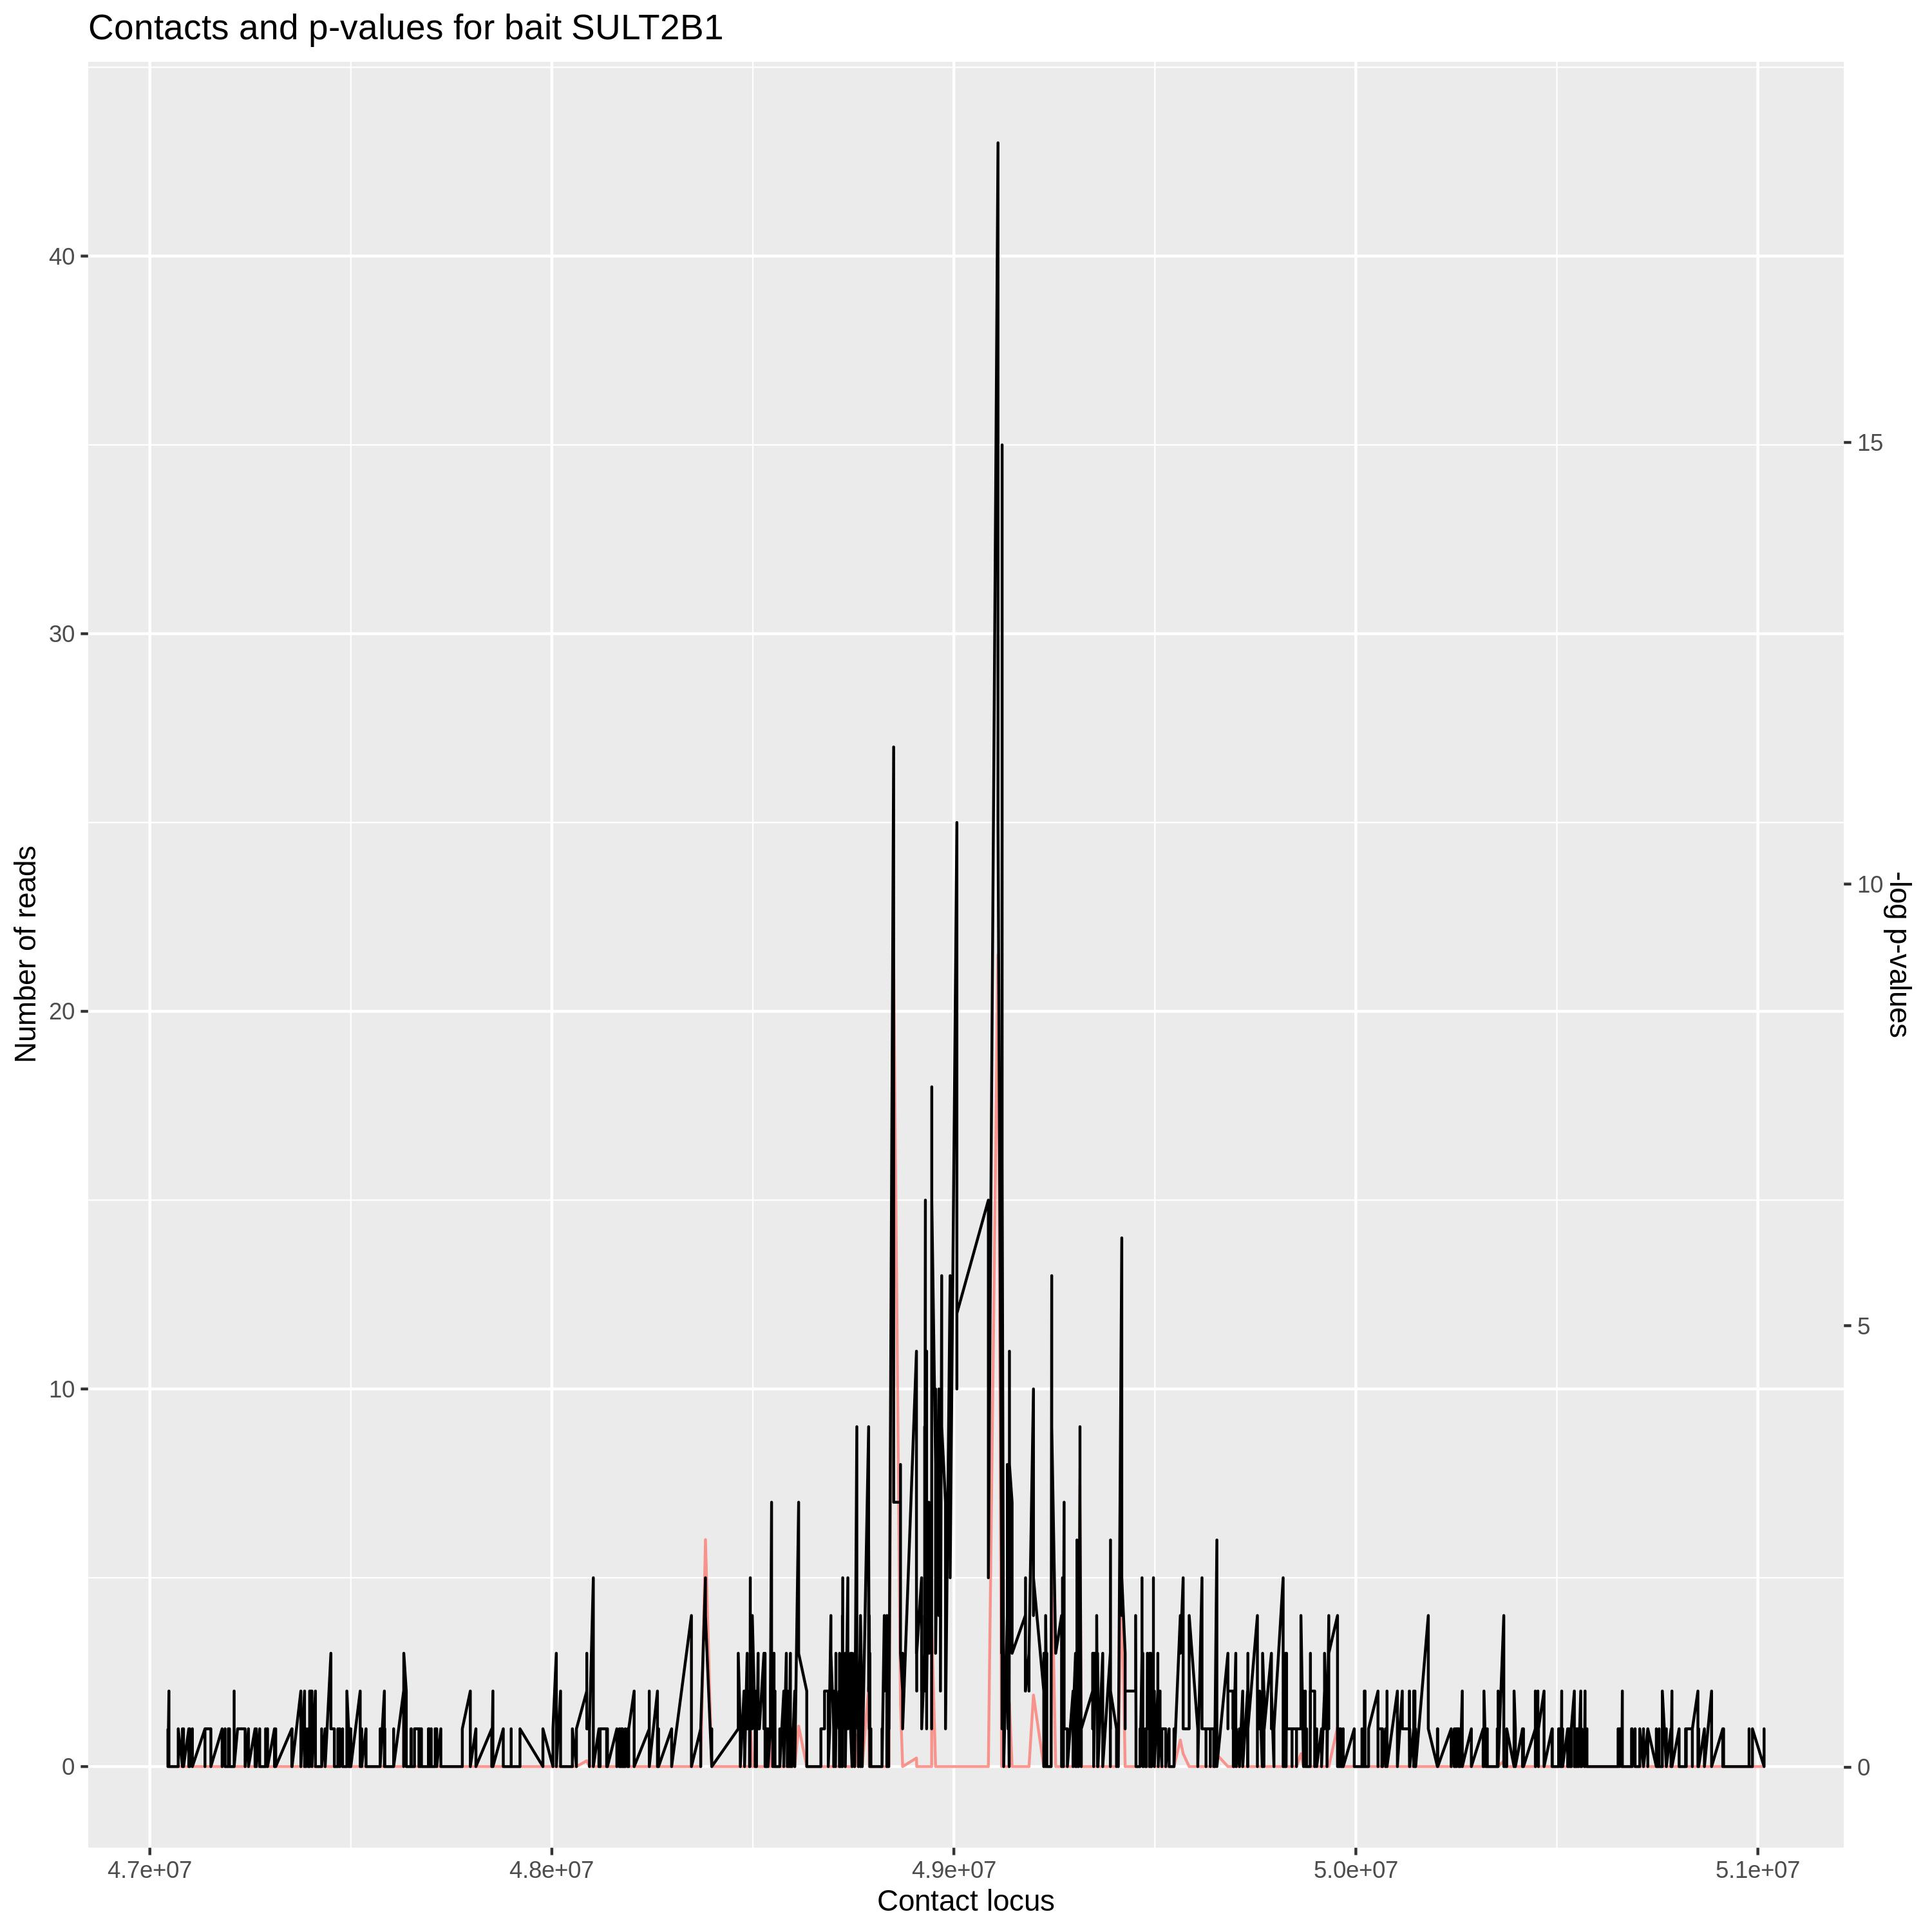 Contacts and p-values for bait SULT2B1
40
30
20
10
0
15
10
5
0
Number of reads
-log p-values
4.7e+07 4.8e+07 4.9e+07 5.0e+07 5.1e+07
Contact locus